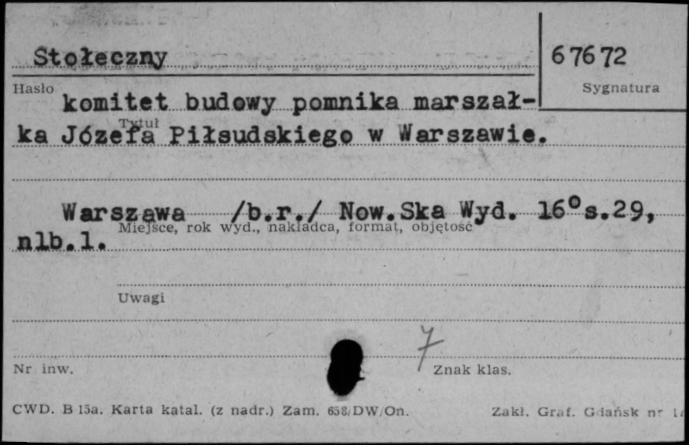 Stołeczny
67672
Hasło
Sygnatura
komitet budowy pomnika marszał-
Tytuł
ka Józefa Piłsudskiego w Warszawie.
Warszawa /b.r./ Now.Ska Wyd. 16° s.29,
Miejsce, rok wyd., nakładca, format, objętość
nlb.1.
Uwagi
7
Nr inw.
Znak klas.
CWD. B 15a. Karta katal. (z nadr.) Zam. 658/DW/On.
Zakł. Graf. Gdańsk nr